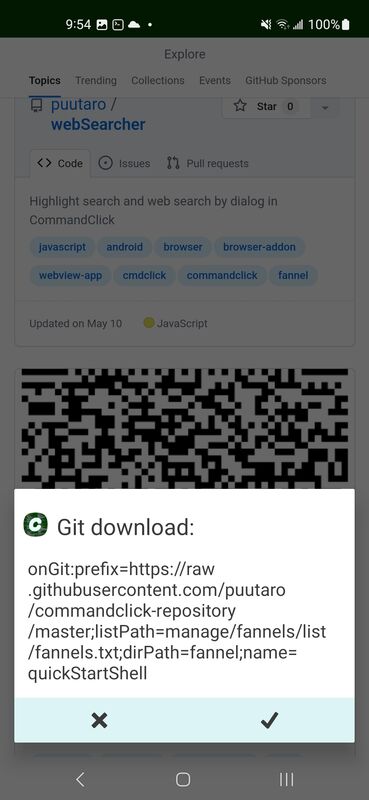 9:54
100%
Explore
Topics Trending Collections Events GitHub Sponsors
puutaro /
webSearcher
Star 0
Code Issues Pull requests
Highlight search and web search by dialog in
CommandClick
javascript android browser browser-addon
webview-app cmdclick commandclick fannel
Updated on May 10 JavaScript
C Git download:
onGit:prefix=https://raw
.githubusercontent.com/puutaro
/commandclick-repository
/master;listPath=manage/fannels/list
/fannels.txt;dirPath=fannel;name=
quickStartShell